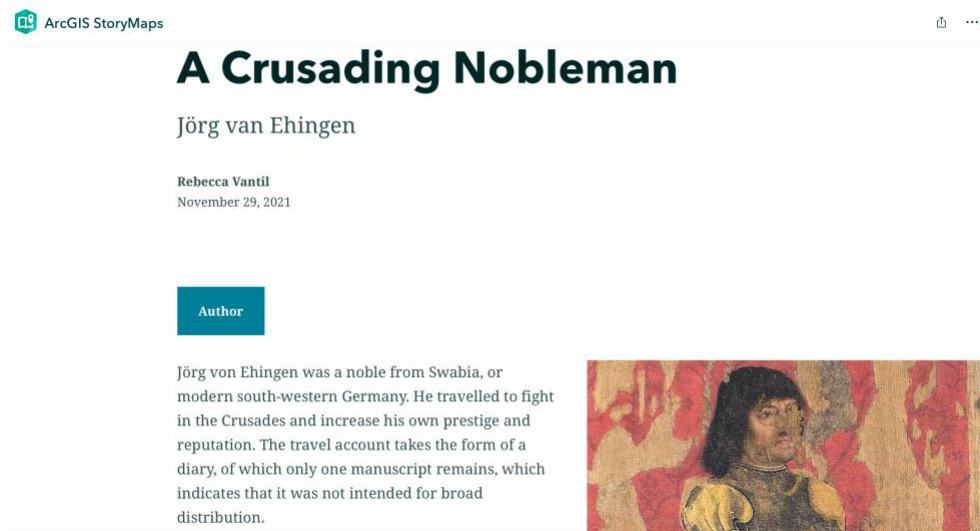 ArcGIS StoryMaps
A Crusading Nobleman
Jörg van Ehingen
Rebecca Vantil
November 29, 2021
Author
Jörg von Ehingen was a noble from Swabia, or
modern south-western Germany. He travelled to fight
in the Crusades and increase his own prestige and
reputation. The travel account takes the form of a
diary, of which only one manuscript remains, which
indicates that it was not intended for broad
distribution.